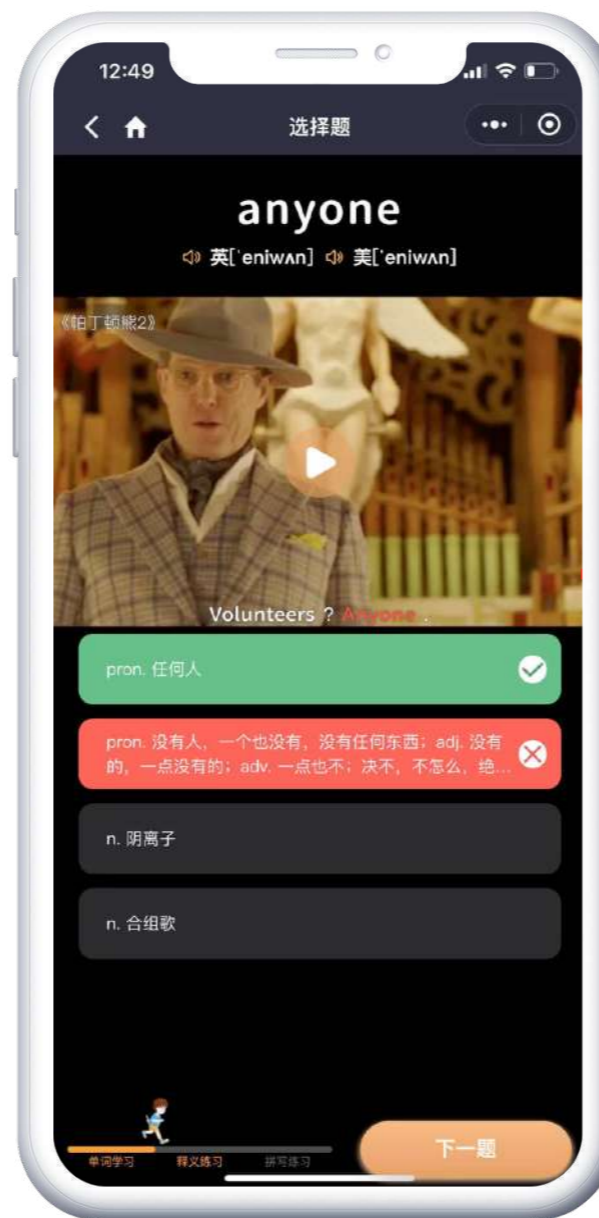 12:49
选择题
anyone
英['eniwʌn] 美['eniwʌn]
《帕丁顿熊2》
Volunteers ? Anyone .
pron. 任何人
pron. 没有人，一个也没有，没有任何东西；adj. 没有
的，一点没有的；adv. 一点也不；决不，不怎么，绝...
n. 阴离子
n. 合组歌
单词学习 释义练习 拼写练习
下一题